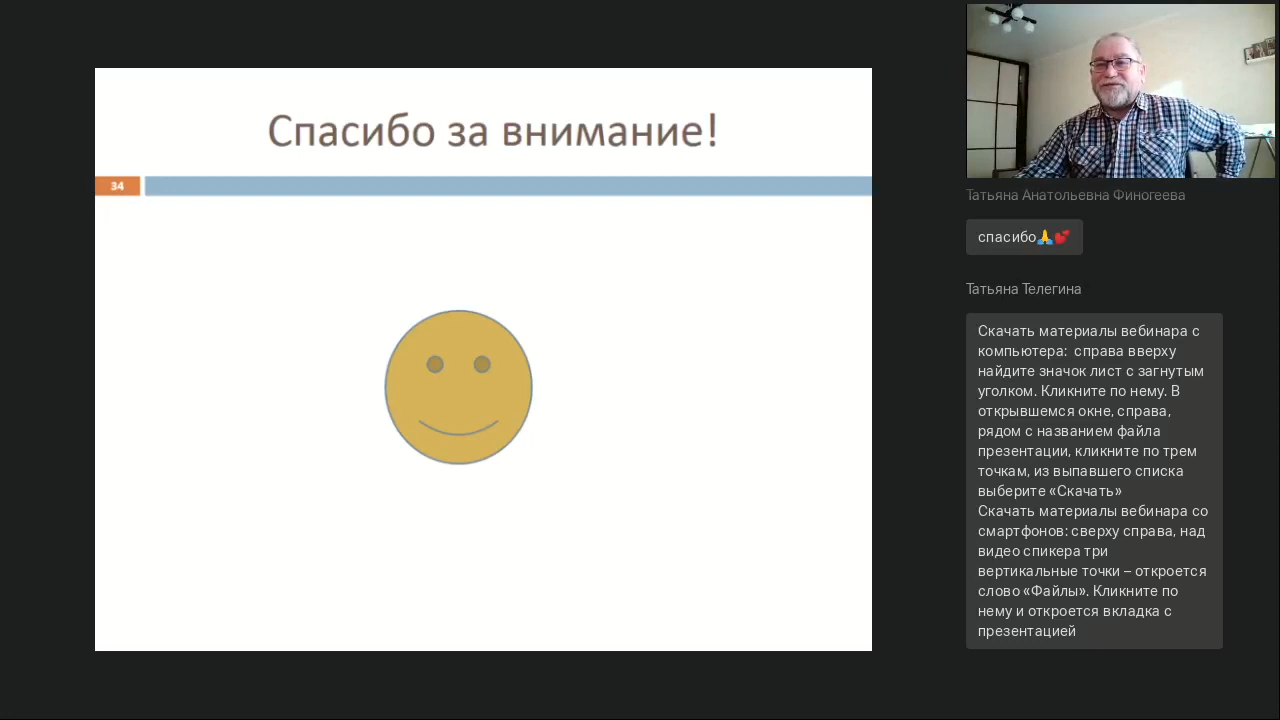 Спасибо за внимание!
34
Татьяна Анатольевна Финогеева
спасибо🙏💕
Татьяна Телегина
Скачать материалы вебинара с
компьютера:  справа вверху
найдите значок лист с загнутым
уголком. Кликните по нему. В
открывшемся окне, справа,
рядом с названием файла
презентации, кликните по трем
точкам, из выпавшего списка
выберите «Скачать»
Скачать материалы вебинара со
смартфонов: сверху справа, над
видео спикера три
вертикальные точки – откроется
слово «Файлы». Кликните по
нему и откроется вкладка с
презентацией